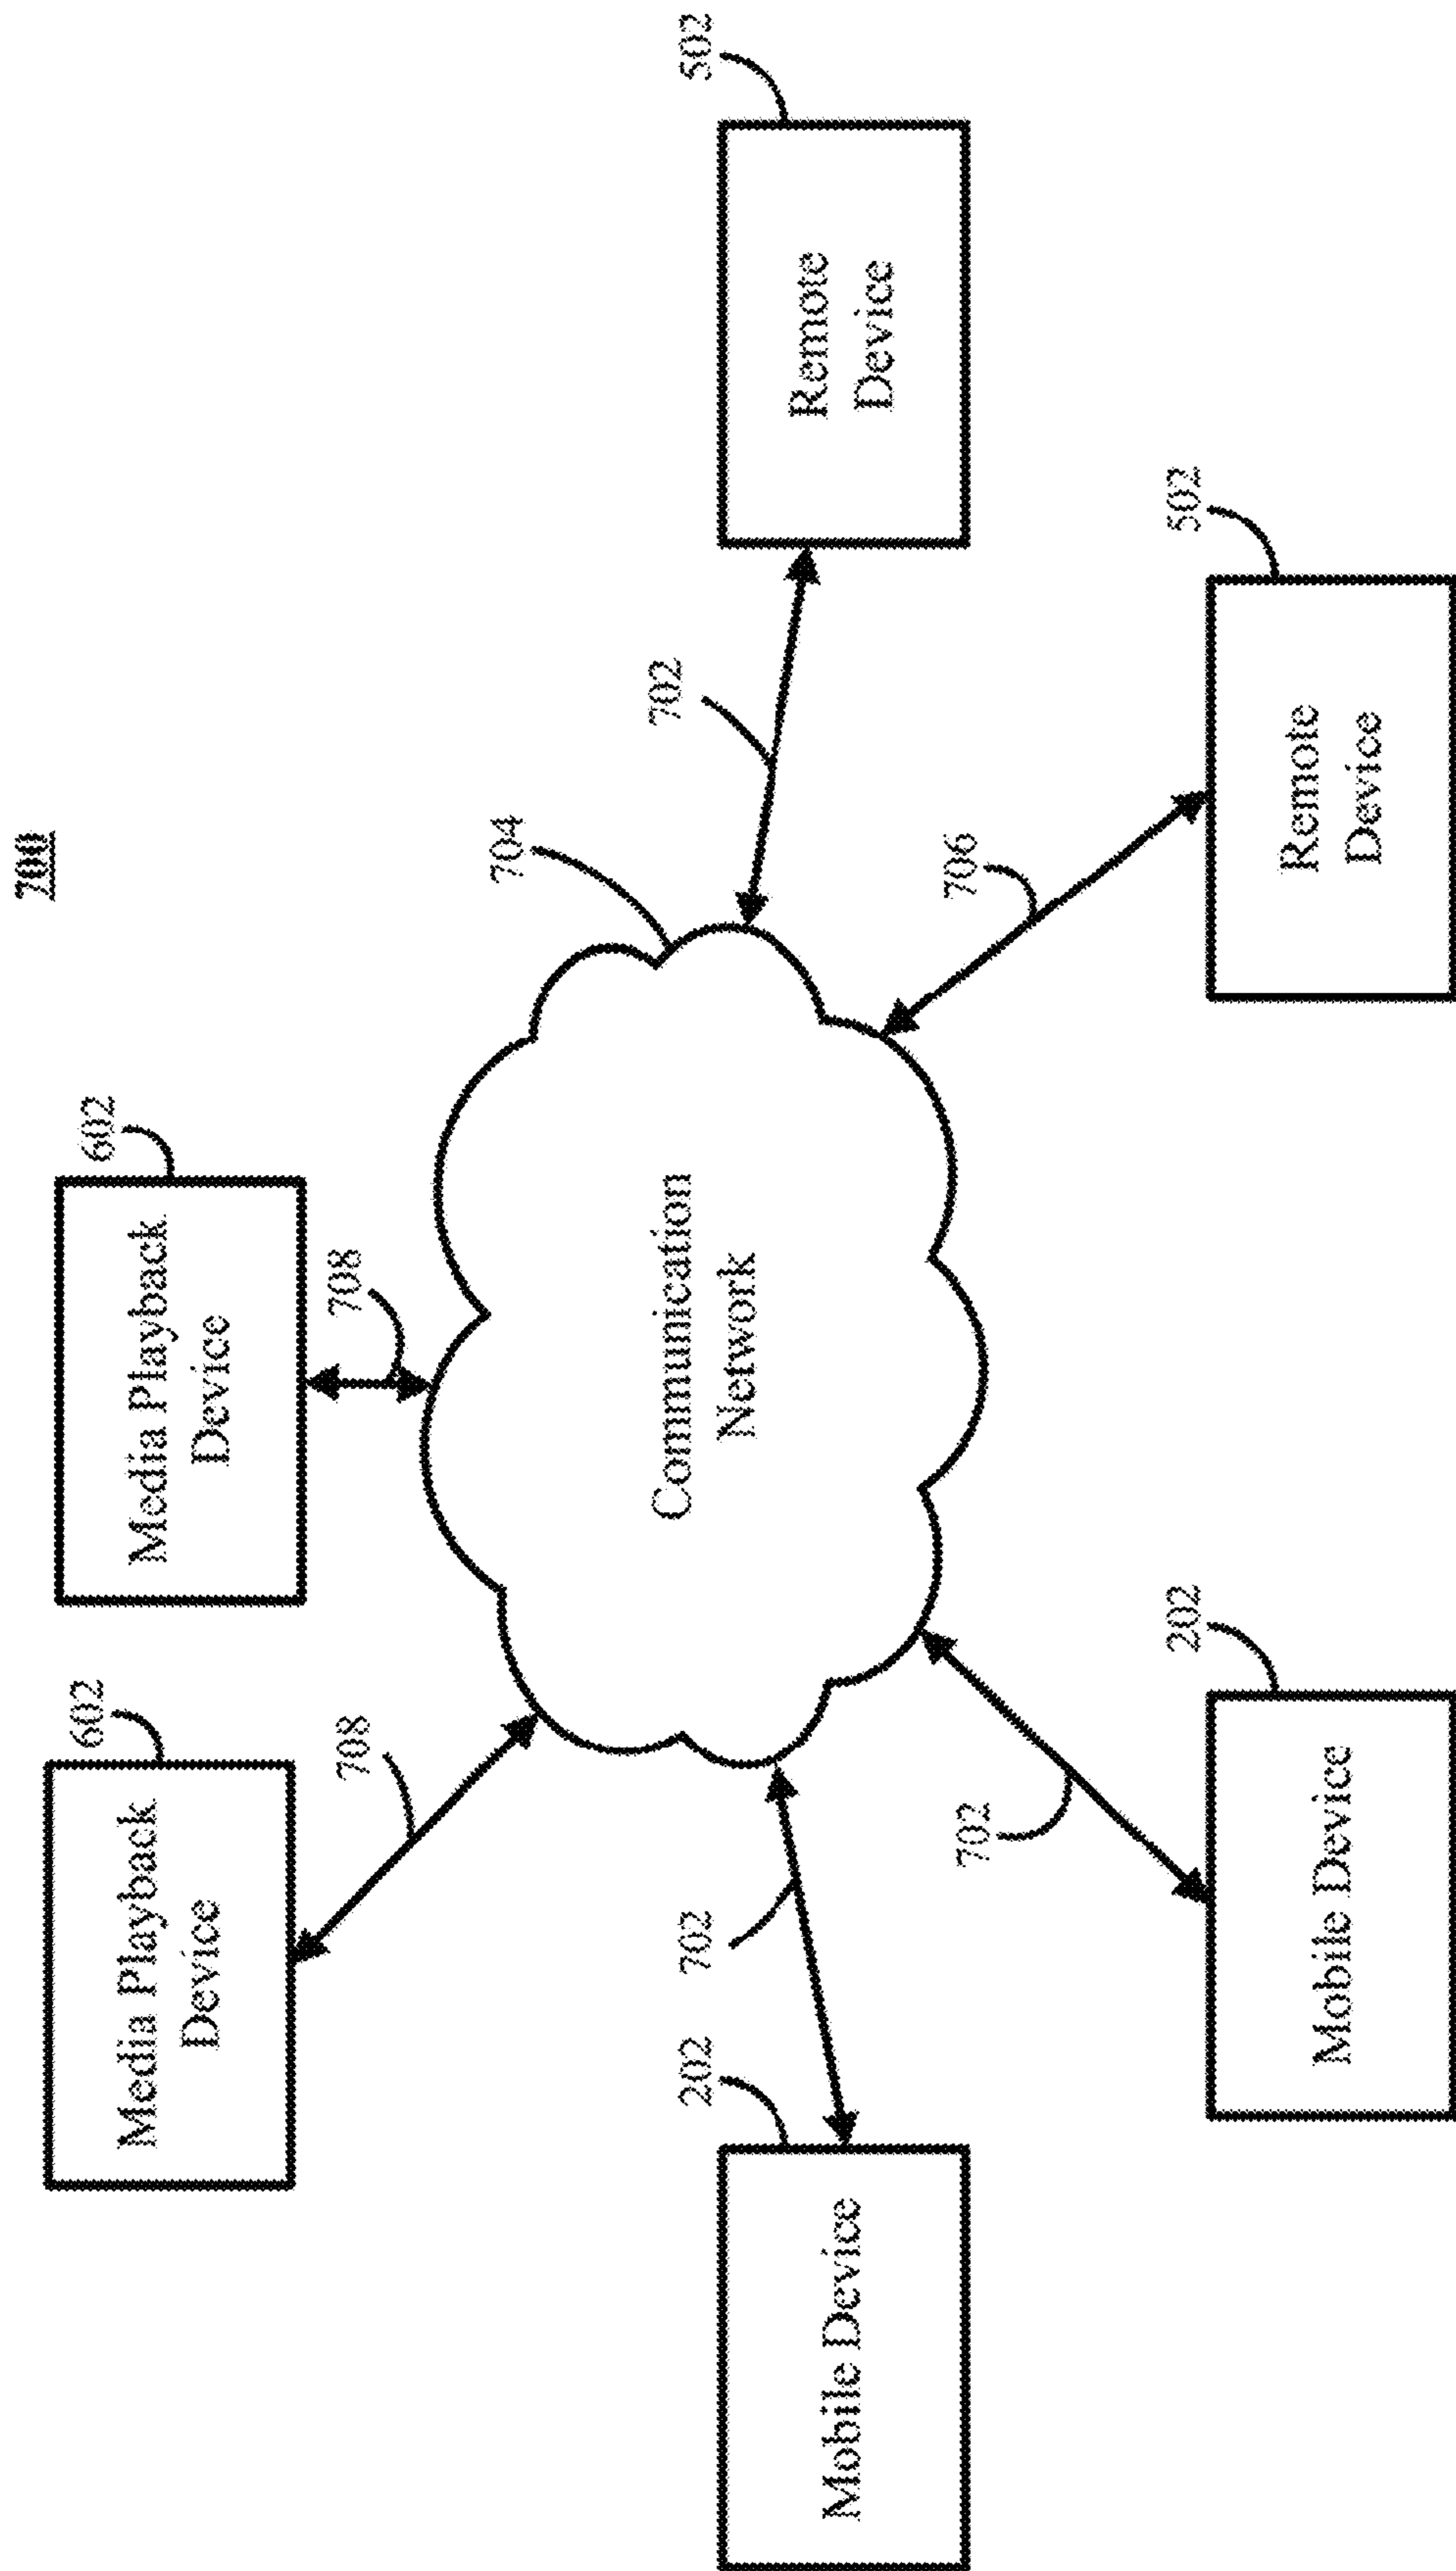 700
602
Media Playback
Device
708
602
Media Playback
Device
708
704
Communication
Network
702
502
Remote
Device
706
502
Remote
Device
202
Mobile Device
702
202
Mobile Device
702